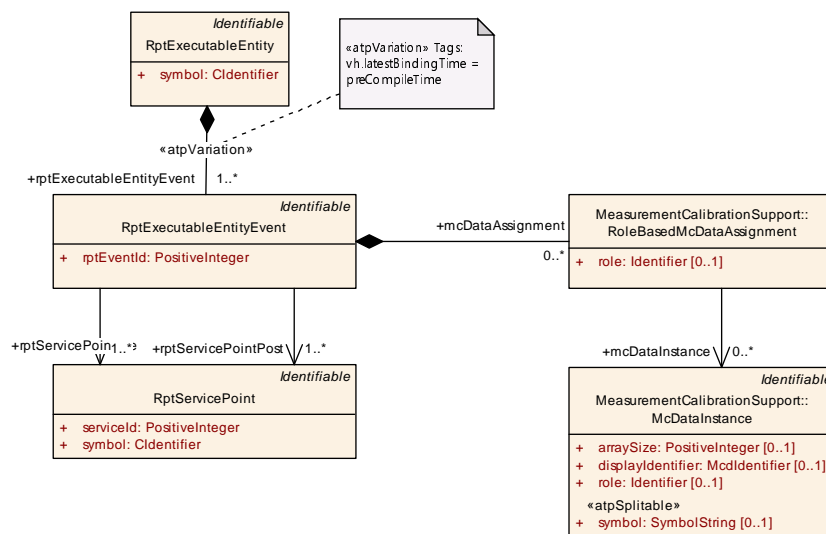 Identifiable
RptExecutableEntity
+ symbol: CIdentifier
«atpVariation» Tags:
vh.latestBindingTime =
preCompileTime
«atpVariation»
+rptExecutableEntityEvent 1..*
Identifiable
RptExecutableEntityEvent
+ rptEventId: PositiveInteger
+mcDataAssignment
0..*
MeasurementCalibrationSupport::
RoleBasedMcDataAssignment
+ role: Identifier [0..1]
1..*
+rptServicePointPost 1..*
+mcDataInstance 0..*
Identifiable
RptServicePoint
+ serviceId: PositiveInteger
+ symbol: CIdentifier
Identifiable
MeasurementCalibrationSupport::
McDataInstance
+ arraySize: PositiveInteger [0..1]
+ displayIdentifier: McdIdentifier [0..1]
+ role: Identifier [0..1]
«atpSplitable»
+ symbol: SymbolString [0..1]